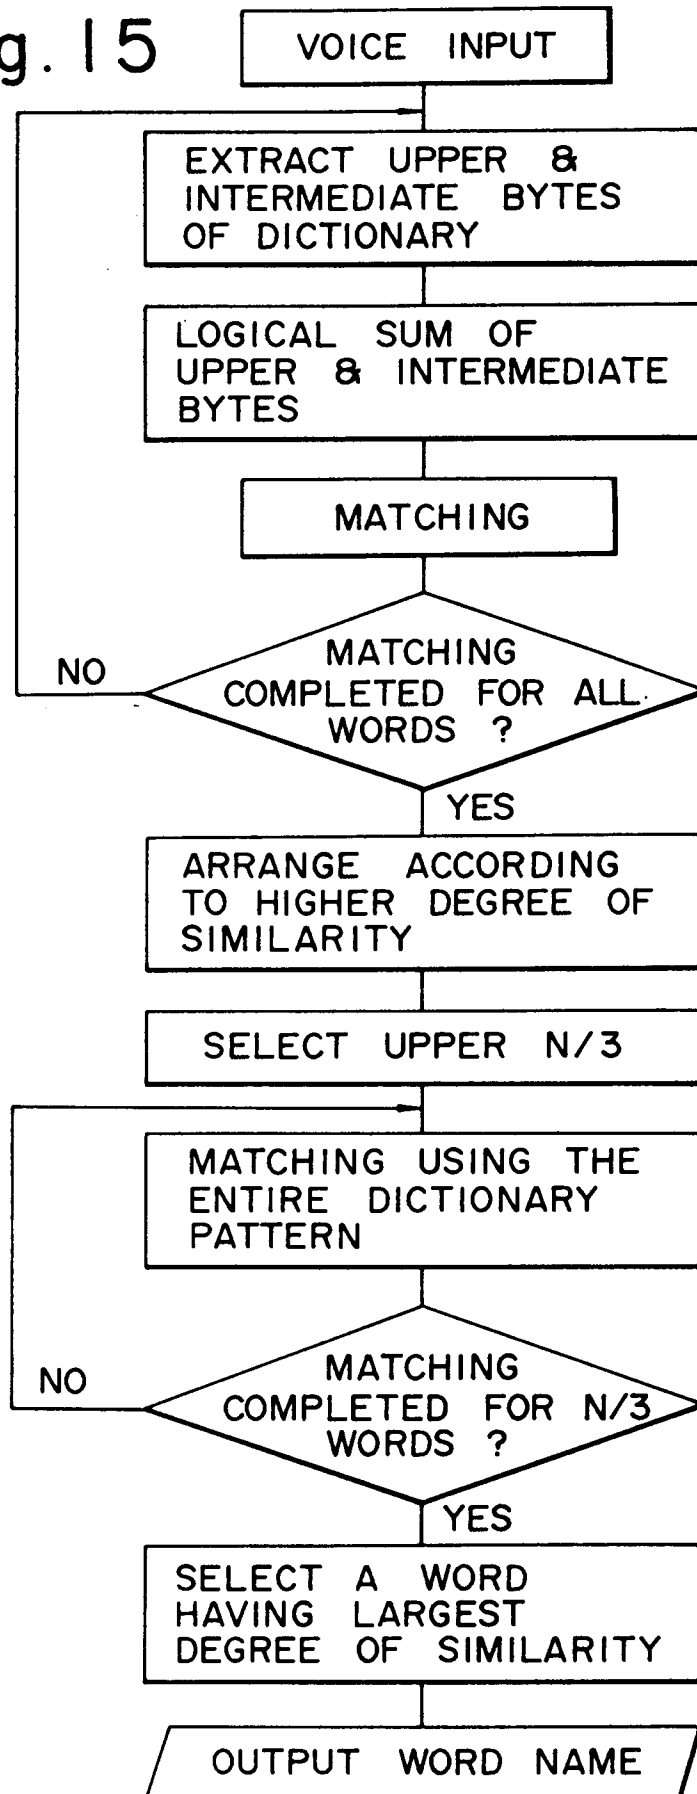 g. 15
VOICE INPUT
EXTRACT UPPER &
INTERMEDIATE BYTES
OF DICTIONARY
LOGICAL SUM OF
UPPER & INTERMEDIATE
BYTES
MATCHING
MATCHING
COMPLETED FOR ALL
WORDS ?
NO
YES
ARRANGE ACCORDING
TO HIGHER DEGREE OF
SIMILARITY
SELECT UPPER N/3
MATCHING USING THE
ENTIRE DICTIONARY
PATTERN
MATCHING
COMPLETED FOR N/3
WORDS ?
NO
YES
SELECT A WORD
HAVING LARGEST
DEGREE OF SIMILARITY
OUTPUT WORD NAME